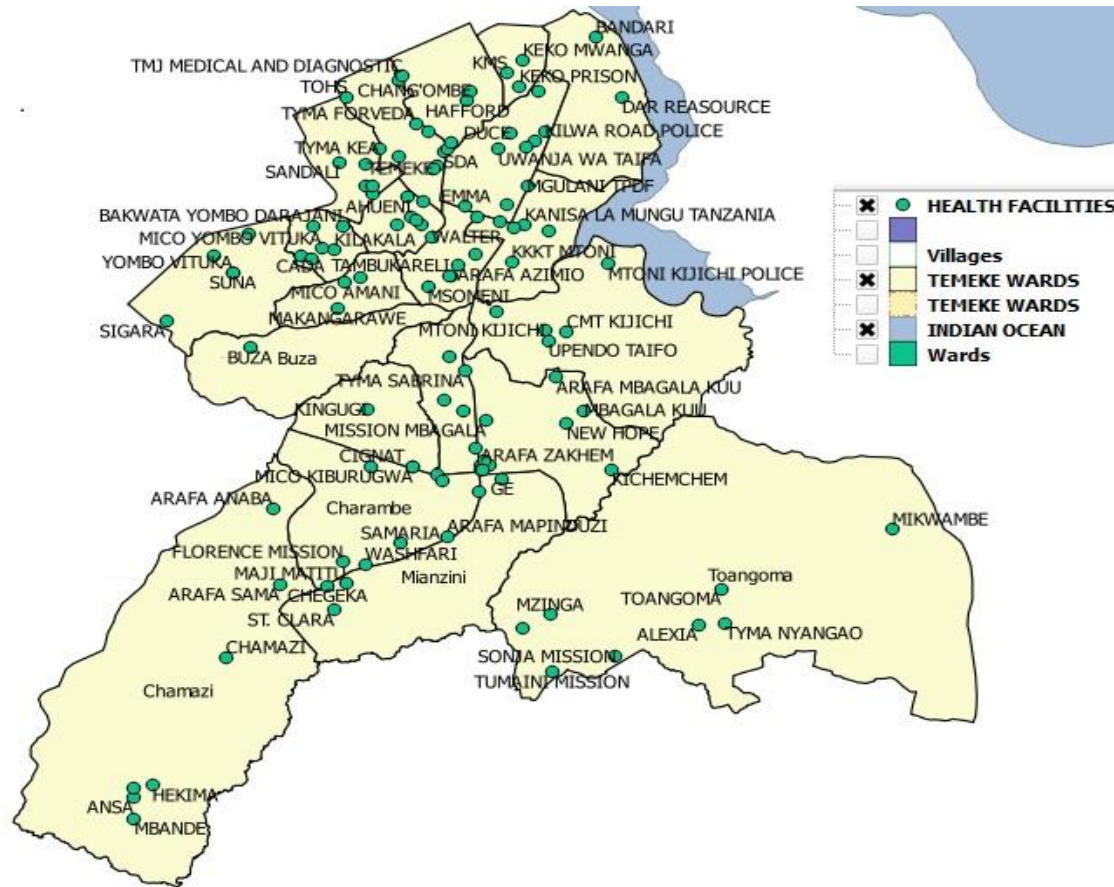 BANDARI
KEKO MWANGA
TMJ MEDICAL AND DIAGNOSTIC
KMS
KEKO PRISON
TOHS
CHANG'OMBE
DAR REASOURCE
HAFFORD
TYMA FORVEDA
DUCE
KILWA ROAD POLICE
TYMA KEA
UWANJA WA TAIFA
SDA
TEMEKE
SANDALI
MGULANI TPDF
EMMA
AHUENI
BAKWATA YOMBO DARAJANI
KANISA LA MUNGU TANZANIA
MICO YOMBO VITUKA
KILAKALA
WALTER
KKKT MTONI
YOMBO VITUKA
CADA
TAMBUKARELI
ARAFA AZIMIO
MTONI KIJICHI POLICE
SUNA
MICO AMANI
MSOMENI
MAKANGARAWE
SIGARA
MTONI KIJICHI
CMT KIJICHI
UPENDO TAIFO
BUZA Buza
TYMA SABRINA
ARAFA MBAGALA KUU
KINGUGI
MBAGALA KUU
MISSION MBAGALA
NEW HOPE
CIGNAT
ARAFA ZAKHEM
MICO KIBURUGWA
KICHEMCHEM
GE
ARAFA ANABA
Charambe
MIKWAMBE
SAMARIA
ARAFA MAPINDUZI
FLORENCE MISSION
WASHFARI
MAJI MATITU
Mianzini
Toangoma
ARAFA SAMA
CHEGEKA
TOANGOMA
MZINGA
ST. CLARA
ALEXIA
TYMA NYANGAO
CHAMAZI
SONJA MISSION
TUMAINI MISSION
Chamazi
HEKIMA
ANSA
MBANDE
HEALTH FACILITIES
Villages
TEMEKE WARDS
TEMEKE WARDS
INDIAN OCEAN
Wards